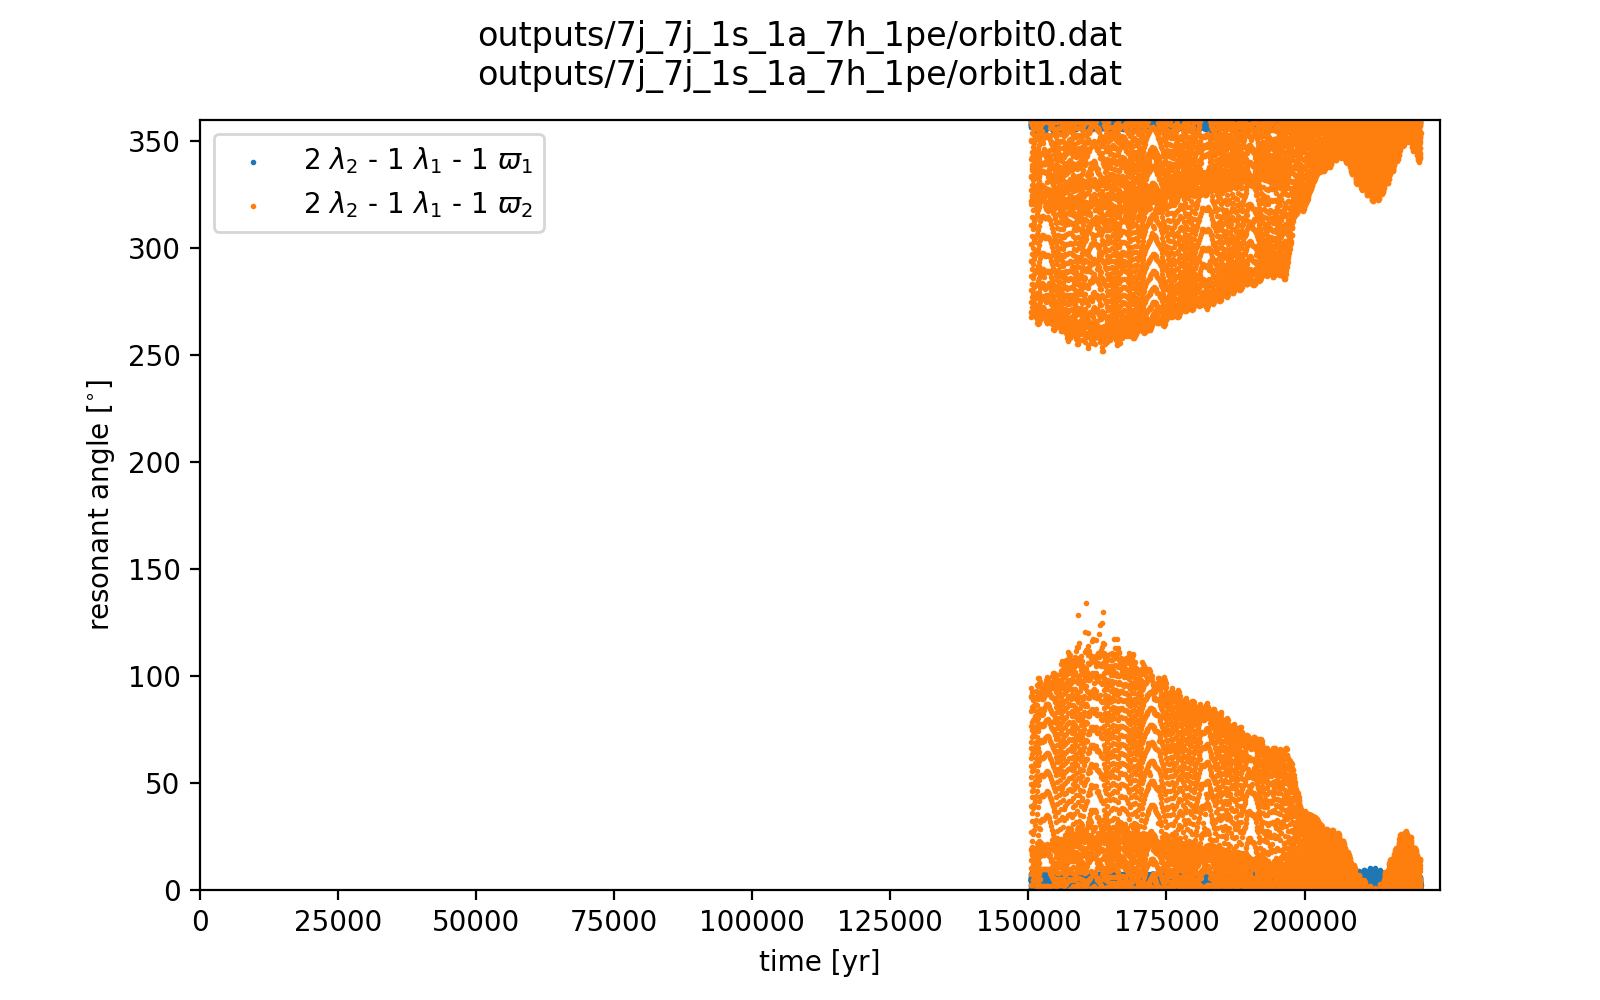 outputs/7j_7j_1s_1a_7h_1pe/orbit0.dat
outputs/7j_7j_1s_1a_7h_1pe/orbit1.dat
2 λ₂ - 1 λ₁ - 1 ϖ₁
2 λ₂ - 1 λ₁ - 1 ϖ₂
350
300
250
200
150
100
50
0
resonant angle [°]
0 25000 50000 75000 100000 125000 150000 175000 200000
time [yr]